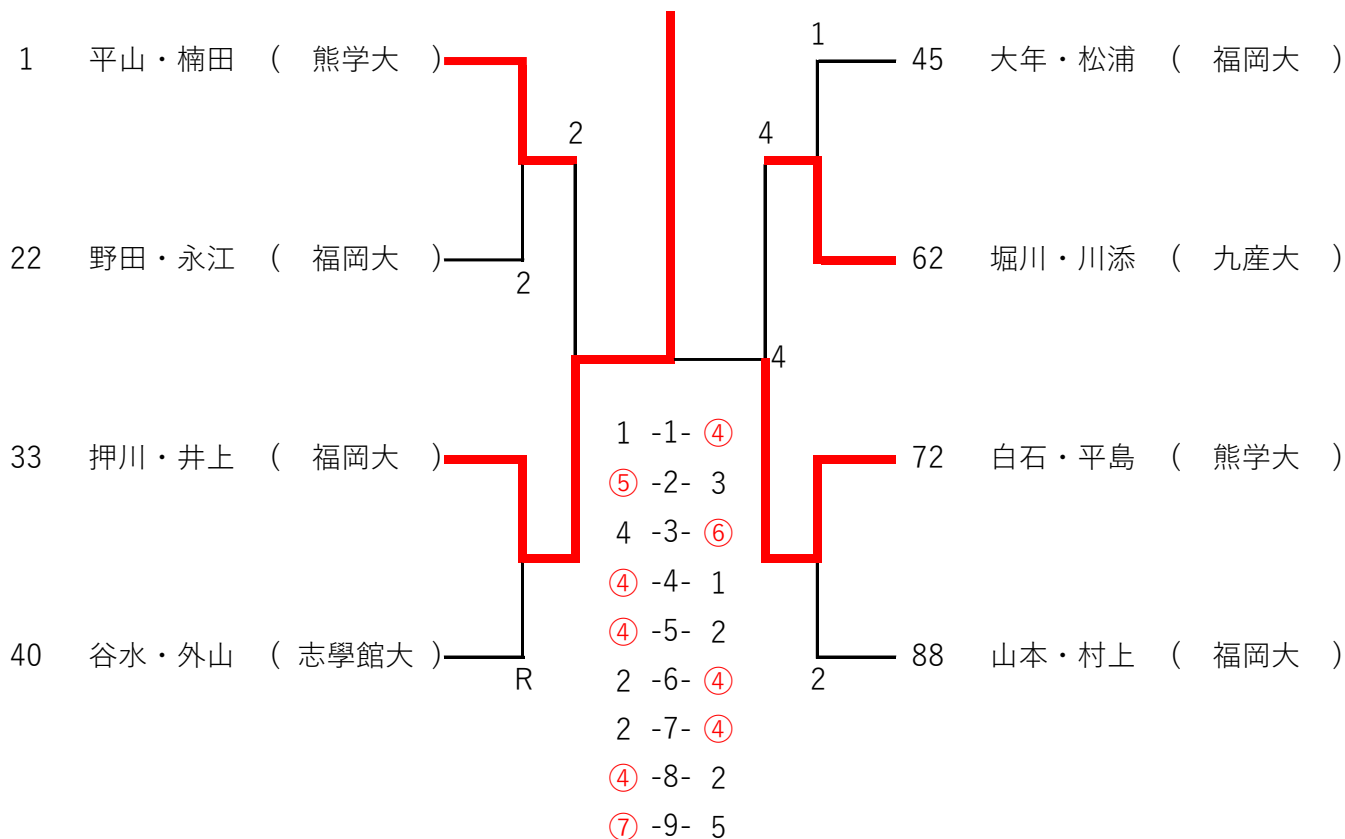 1 平山・楠田 ( 熊学大 )
22 野田・永江 ( 福岡大 )
33 押川・井上 ( 福岡大 )
40 谷水・外山 ( 志學館大 )
2
2
R
1 -1- ④
⑤ -2- 3
4 -3- ⑥
④ -4- 1
④ -5- 2
2 -6- ④
2 -7- ④
④ -8- 2
⑦ -9- 5
1
4
4
2
45 大年・松浦 ( 福岡大 )
62 堀川・川添 ( 九産大 )
72 白石・平島 ( 熊学大 )
88 山本・村上 ( 福岡大 )